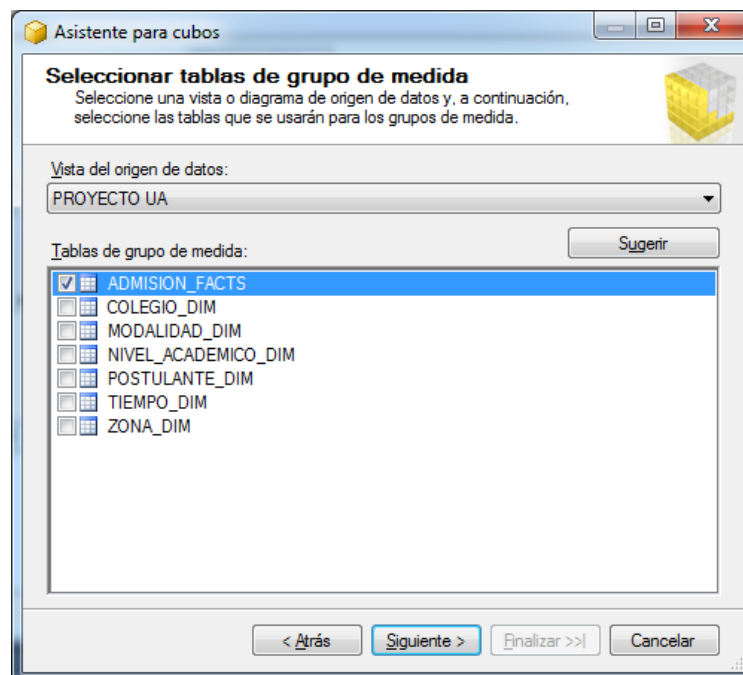 Asistente para cubos
Seleccionar tablas de grupo de medida
Seleccione una vista o diagrama de origen de datos y, a continuación,
seleccione las tablas que se usarán para los grupos de medida.
Vista del origen de datos:
PROYECTO UA
Sugerir
Tablas de grupo de medida:
ADMISION_FACTS
COLEGIO_DIM
MODALIDAD_DIM
NIVEL_ACADEMICO_DIM
POSTULANTE_DIM
TIEMPO_DIM
ZONA_DIM
< Atrás Siguiente > Finalizar >>| Cancelar